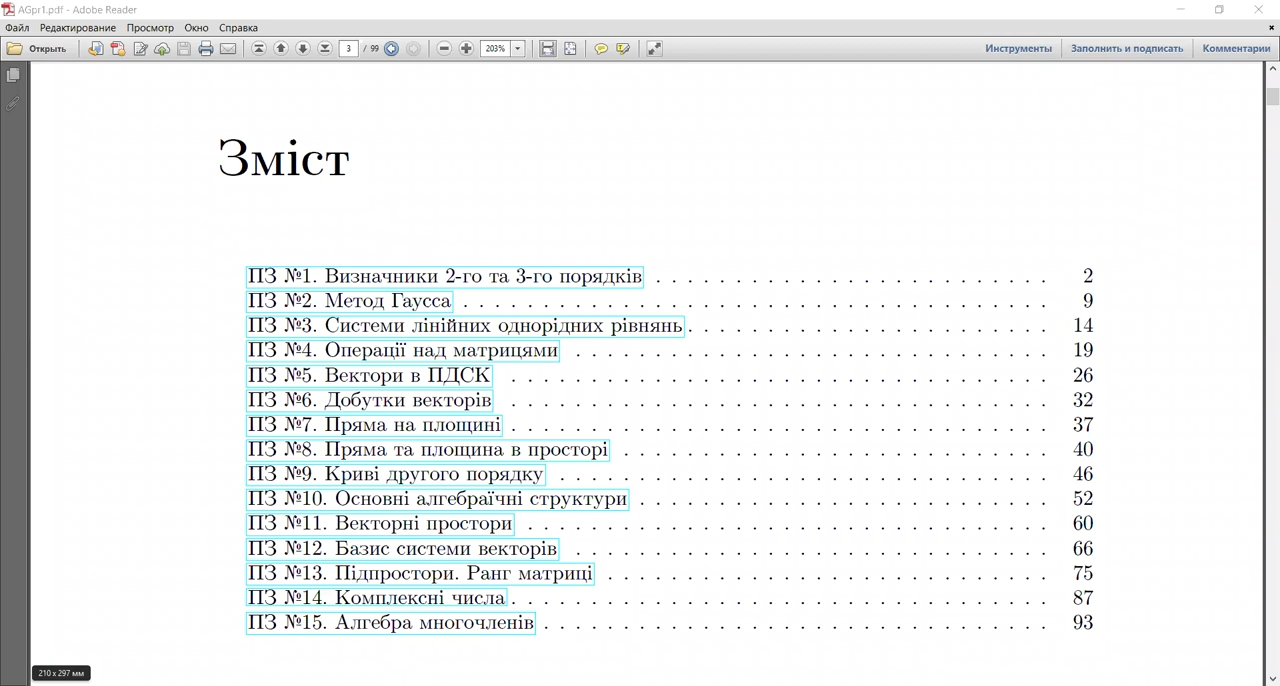 AGpr1.pdf - Adobe Reader
Файл Редактирование Просмотр Окно Справка
Открыть 3 / 99 203% Инструменты Заполнить и подписать Комментарии
Зміст
ПЗ №1. Визначники 2-го та 3-го порядків . . . . . . . . . . . . . . . . . . . . . . . . . 2
ПЗ №2. Метод Гаусса . . . . . . . . . . . . . . . . . . . . . . . . . . . . . . . . . . . . . 9
ПЗ №3. Системи лінійних однорідних рівнянь . . . . . . . . . . . . . . . . . . . . . . . 14
ПЗ №4. Операції над матрицями . . . . . . . . . . . . . . . . . . . . . . . . . . . . . . 19
ПЗ №5. Вектори в ПДСК . . . . . . . . . . . . . . . . . . . . . . . . . . . . . . . . . . 26
ПЗ №6. Добутки векторів . . . . . . . . . . . . . . . . . . . . . . . . . . . . . . . . . . 32
ПЗ №7. Пряма на площині . . . . . . . . . . . . . . . . . . . . . . . . . . . . . . . . . . 37
ПЗ №8. Пряма та площина в просторі . . . . . . . . . . . . . . . . . . . . . . . . . . . 40
ПЗ №9. Криві другого порядку . . . . . . . . . . . . . . . . . . . . . . . . . . . . . . . 46
ПЗ №10. Основні алгебраїчні структури . . . . . . . . . . . . . . . . . . . . . . . . . . 52
ПЗ №11. Векторні простори . . . . . . . . . . . . . . . . . . . . . . . . . . . . . . . . . 60
ПЗ №12. Базис системи векторів . . . . . . . . . . . . . . . . . . . . . . . . . . . . . . 66
ПЗ №13. Підпростори. Ранг матриці . . . . . . . . . . . . . . . . . . . . . . . . . . . . 75
ПЗ №14. Комплексні числа . . . . . . . . . . . . . . . . . . . . . . . . . . . . . . . . . . 87
ПЗ №15. Алгебра многочленів . . . . . . . . . . . . . . . . . . . . . . . . . . . . . . . . 93
210 x 297 мм